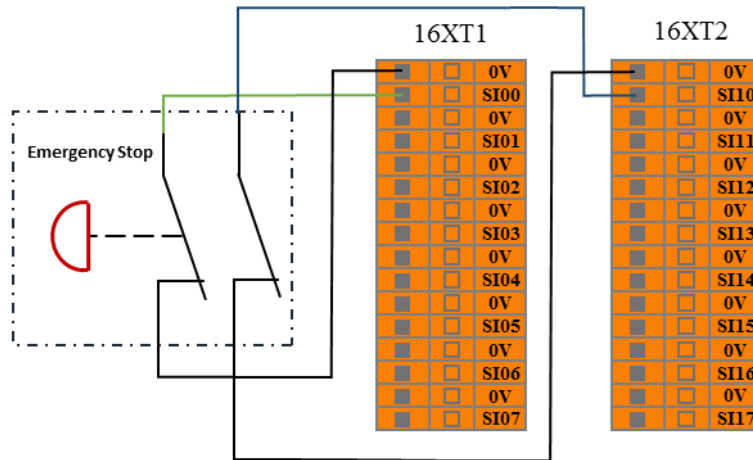 16XT1
16XT2
0V
0V
SI00
SI10
0V
0V
Emergency Stop
SI01
SI11
0V
0V
SI02
SI12
0V
0V
SI03
SI13
0V
0V
SI04
SI14
0V
0V
SI05
SI15
0V
0V
SI06
SI16
0V
0V
SI07
SI17